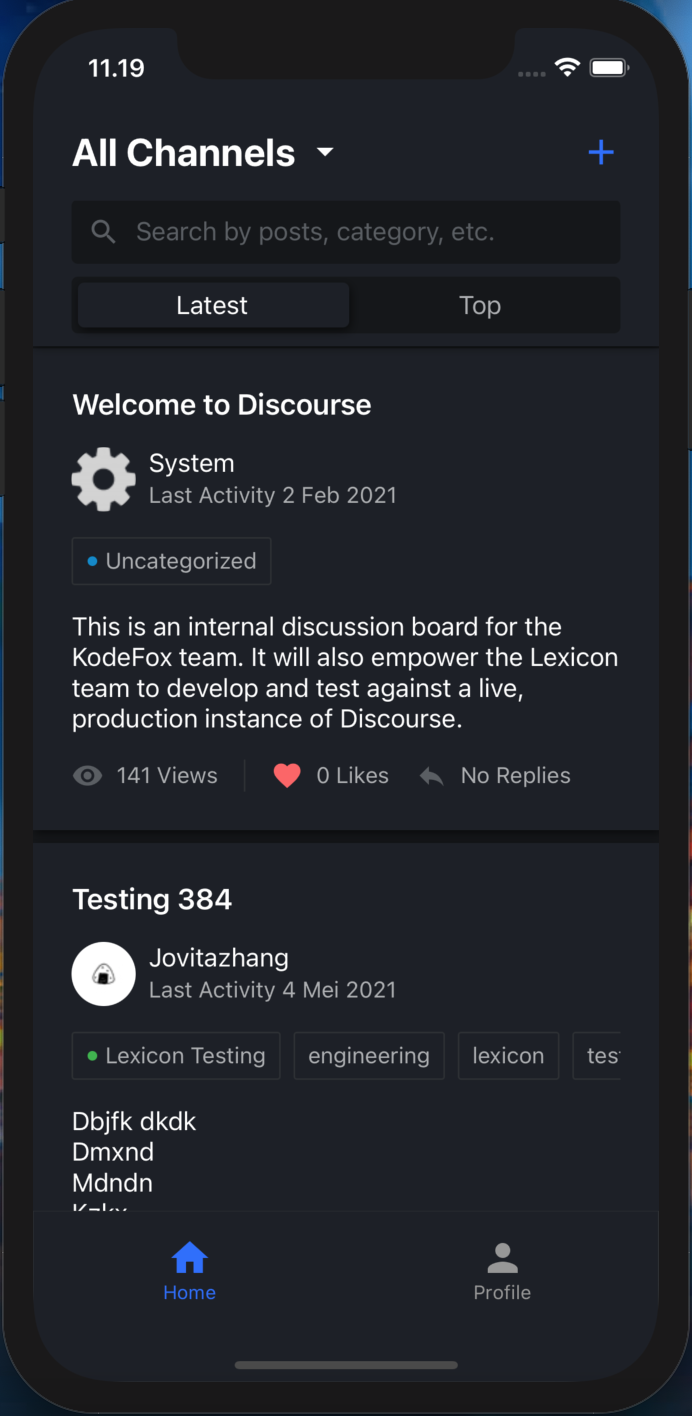 11.19
All Channels
Search by posts, category, etc.
Latest Top
Welcome to Discourse
System
Last Activity 2 Feb 2021
Uncategorized
This is an internal discussion board for the
KodeFox team. It will also empower the Lexicon
team to develop and test against a live,
production instance of Discourse.
141 Views 0 Likes No Replies
Testing 384
Jovitazhang
Last Activity 4 Mei 2021
Lexicon Testing engineering lexicon tes
Dbjfk dkdk
Dmxnd
Mdndn
Home Profile